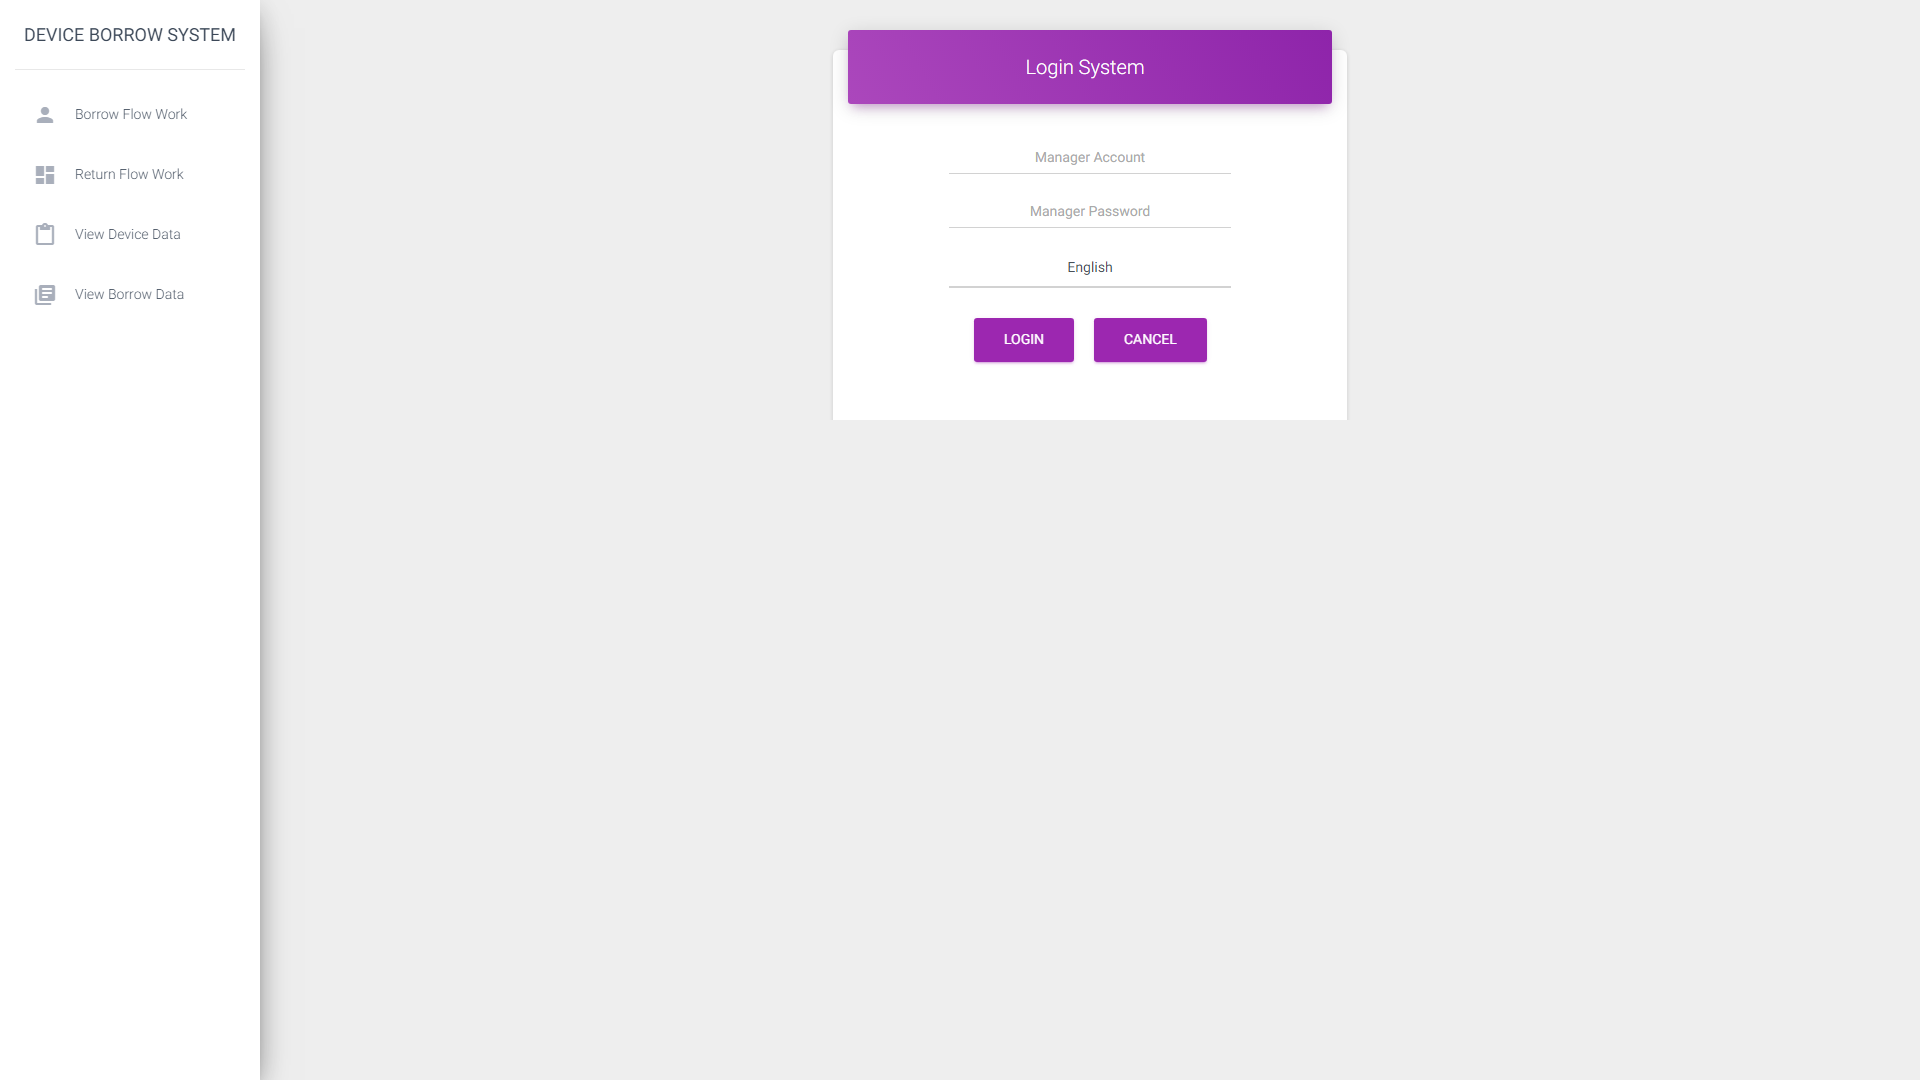 DEVICE BORROW SYSTEM
Borrow Flow Work
Return Flow Work
View Device Data
View Borrow Data
Login System
Manager Account
Manager Password
English
LOGIN
CANCEL